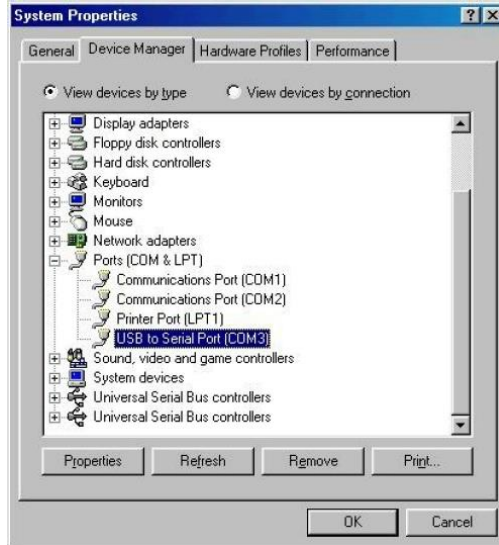 System Properties
General Device Manager Hardware Profiles Performance
View devices by type View devices by connection
Display adapters
Floppy disk controllers
Hard disk controllers
Keyboard
Monitors
Mouse
Network adapters
Ports (COM & LPT)
Communications Port (COM1)
Communications Port (COM2)
Printer Port (LPT1)
USB to Serial Port (COM3)
Sound, video and game controllers
System devices
Universal Serial Bus controllers
Universal Serial Bus controllers
Properties Refresh Remove Print...
OK Cancel